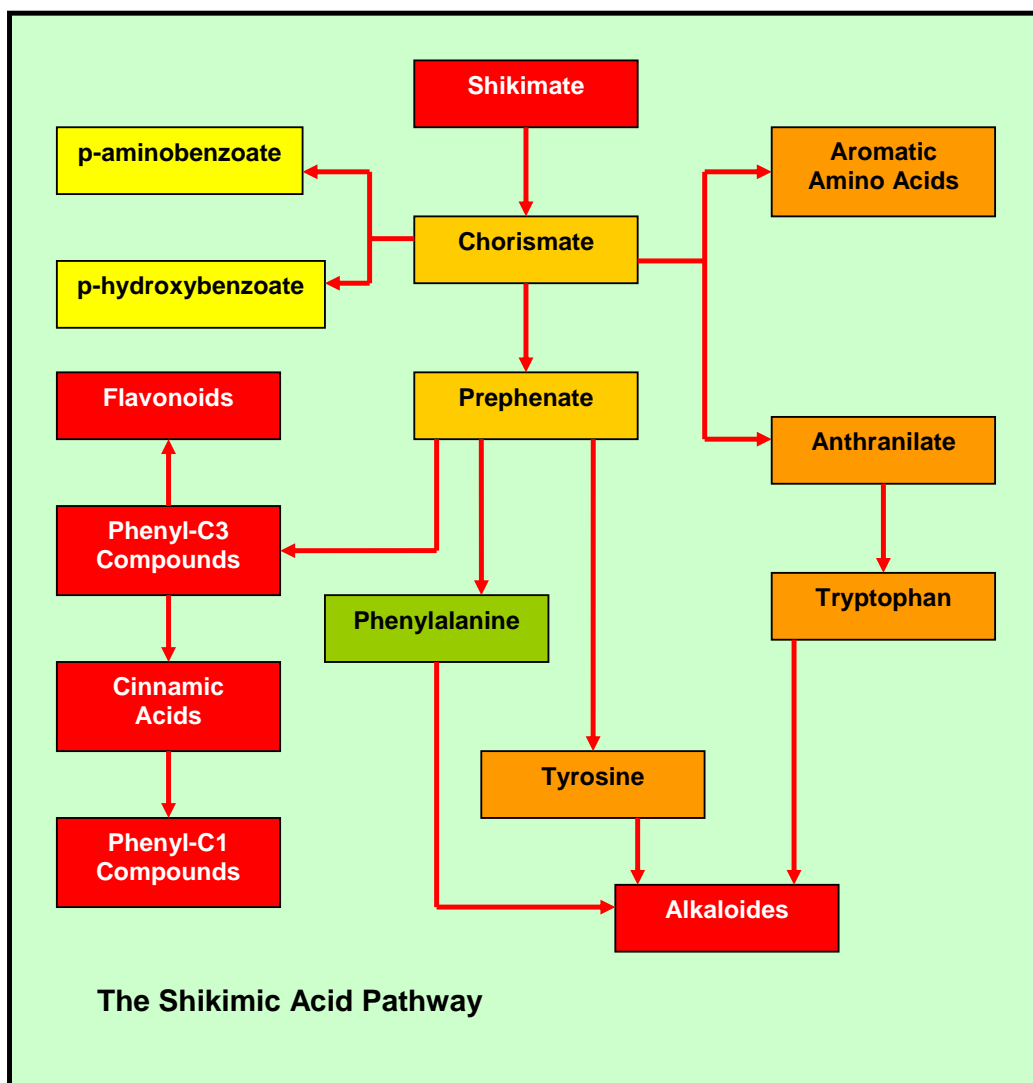 Shikimate
p-aminobenzoate
Aromatic
Amino Acids
Chorismate
p-hydroxybenzoate
Flavonoids
Prephenate
Anthranilate
Phenyl-C3
Compounds
Phenylalanine
Tryptophan
Cinnamic
Acids
Tyrosine
Phenyl-C1
Compounds
Alkaloides
The Shikimic Acid Pathway